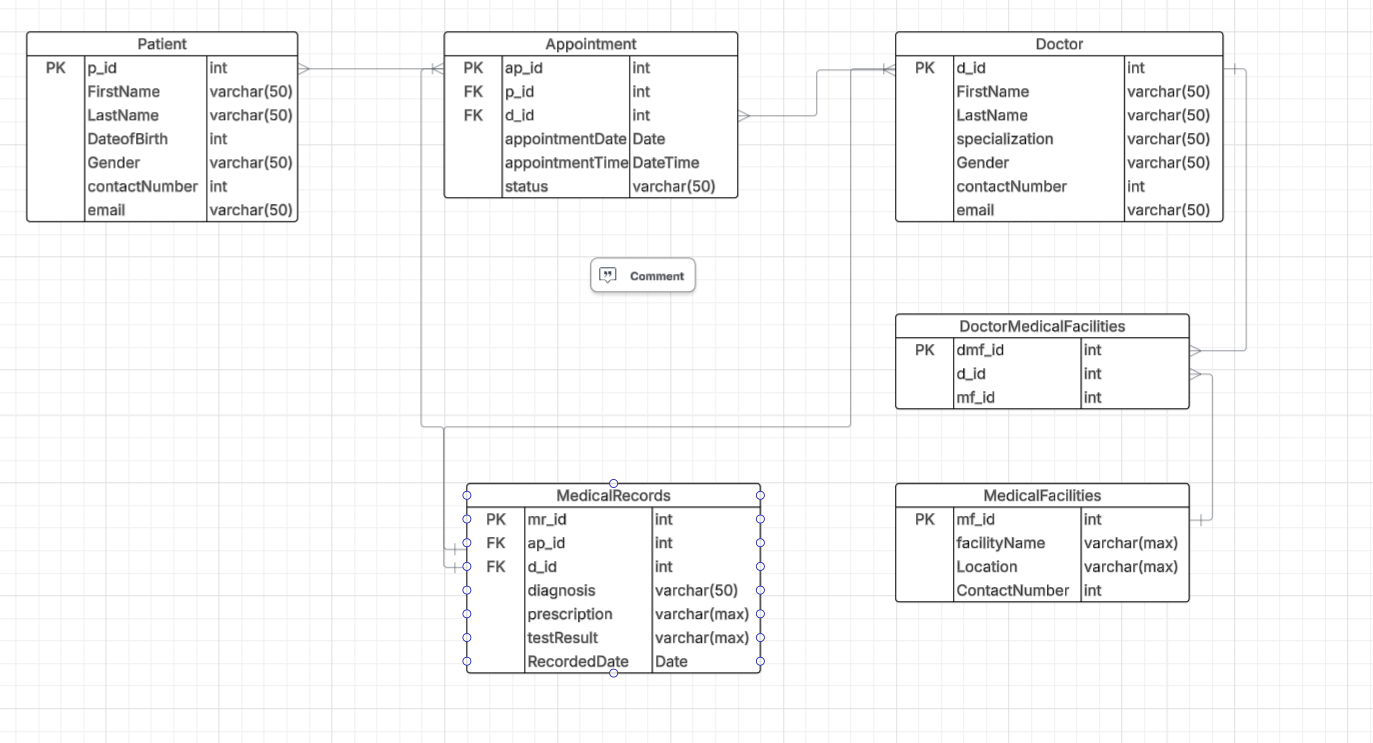 Patient
PK p_id int
FirstName varchar(50)
LastName varchar(50)
DateofBirth int
Gender varchar(50)
contactNumber int
email varchar(50)
Appointment
PK ap_id int
FK p_id int
FK d_id int
appointmentDate Date
appointmentTime DateTime
status varchar(50)
Doctor
PK d_id int
FirstName varchar(50)
LastName varchar(50)
specialization varchar(50)
Gender varchar(50)
contactNumber int
email varchar(50)
Comment
DoctorMedicalFacilities
PK dmf_id int
d_id int
mf_id int
MedicalRecords
PK mr_id int
FK ap_id int
FK d_id int
diagnosis varchar(50)
prescription varchar(max)
testResult varchar(max)
RecordedDate Date
MedicalFacilities
PK mf_id int
facilityName varchar(max)
Location varchar(max)
ContactNumber int